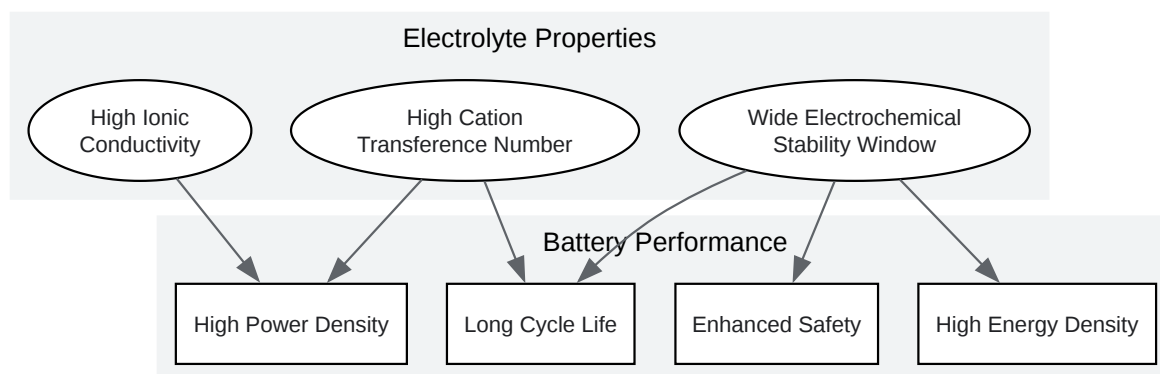 Electrolyte Properties
High Ionic
Conductivity
High Cation
Transference Number
Wide Electrochemical
Stability Window
Battery Performance
High Power Density
Long Cycle Life
Enhanced Safety
High Energy Density